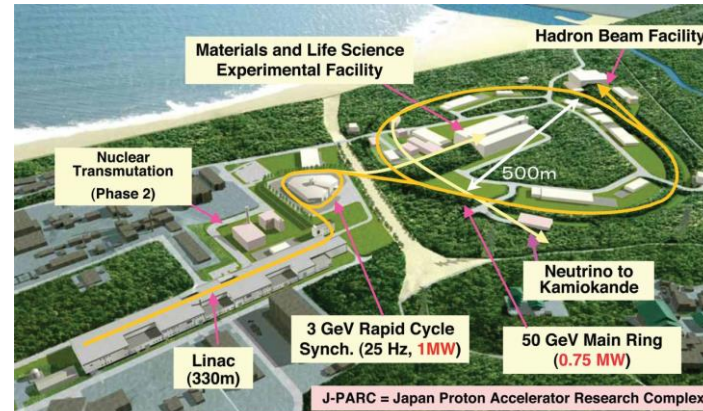 Hadron Beam Facility
Materials and Life Science
Experimental Facility
Nuclear
Transmutation
(Phase 2)
500m
Neutrino to
Kamiokande
3 GeV Rapid Cycle
Synch. (25 Hz, 1MW)
50 GeV Main Ring
(0.75 MW)
Linac
(330m)
J-PARC = Japan Proton Accelerator Research Complex